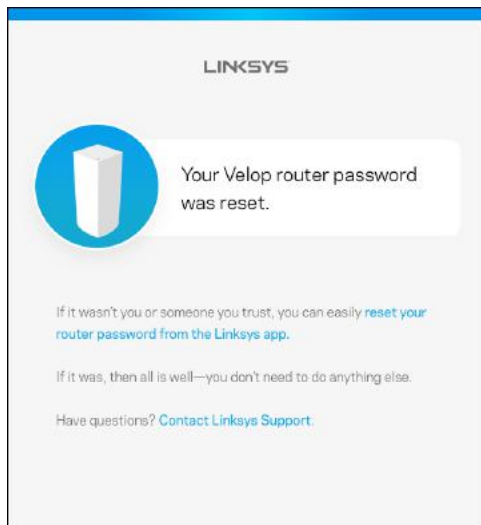 LINKSYS
Your Velop router password
was reset.
If it wasn't you or someone you trust, you can easily reset your
router password from the Linksys app.
If it was, then all is well—you don't need to do anything else.
Have questions? Contact Linksys Support.